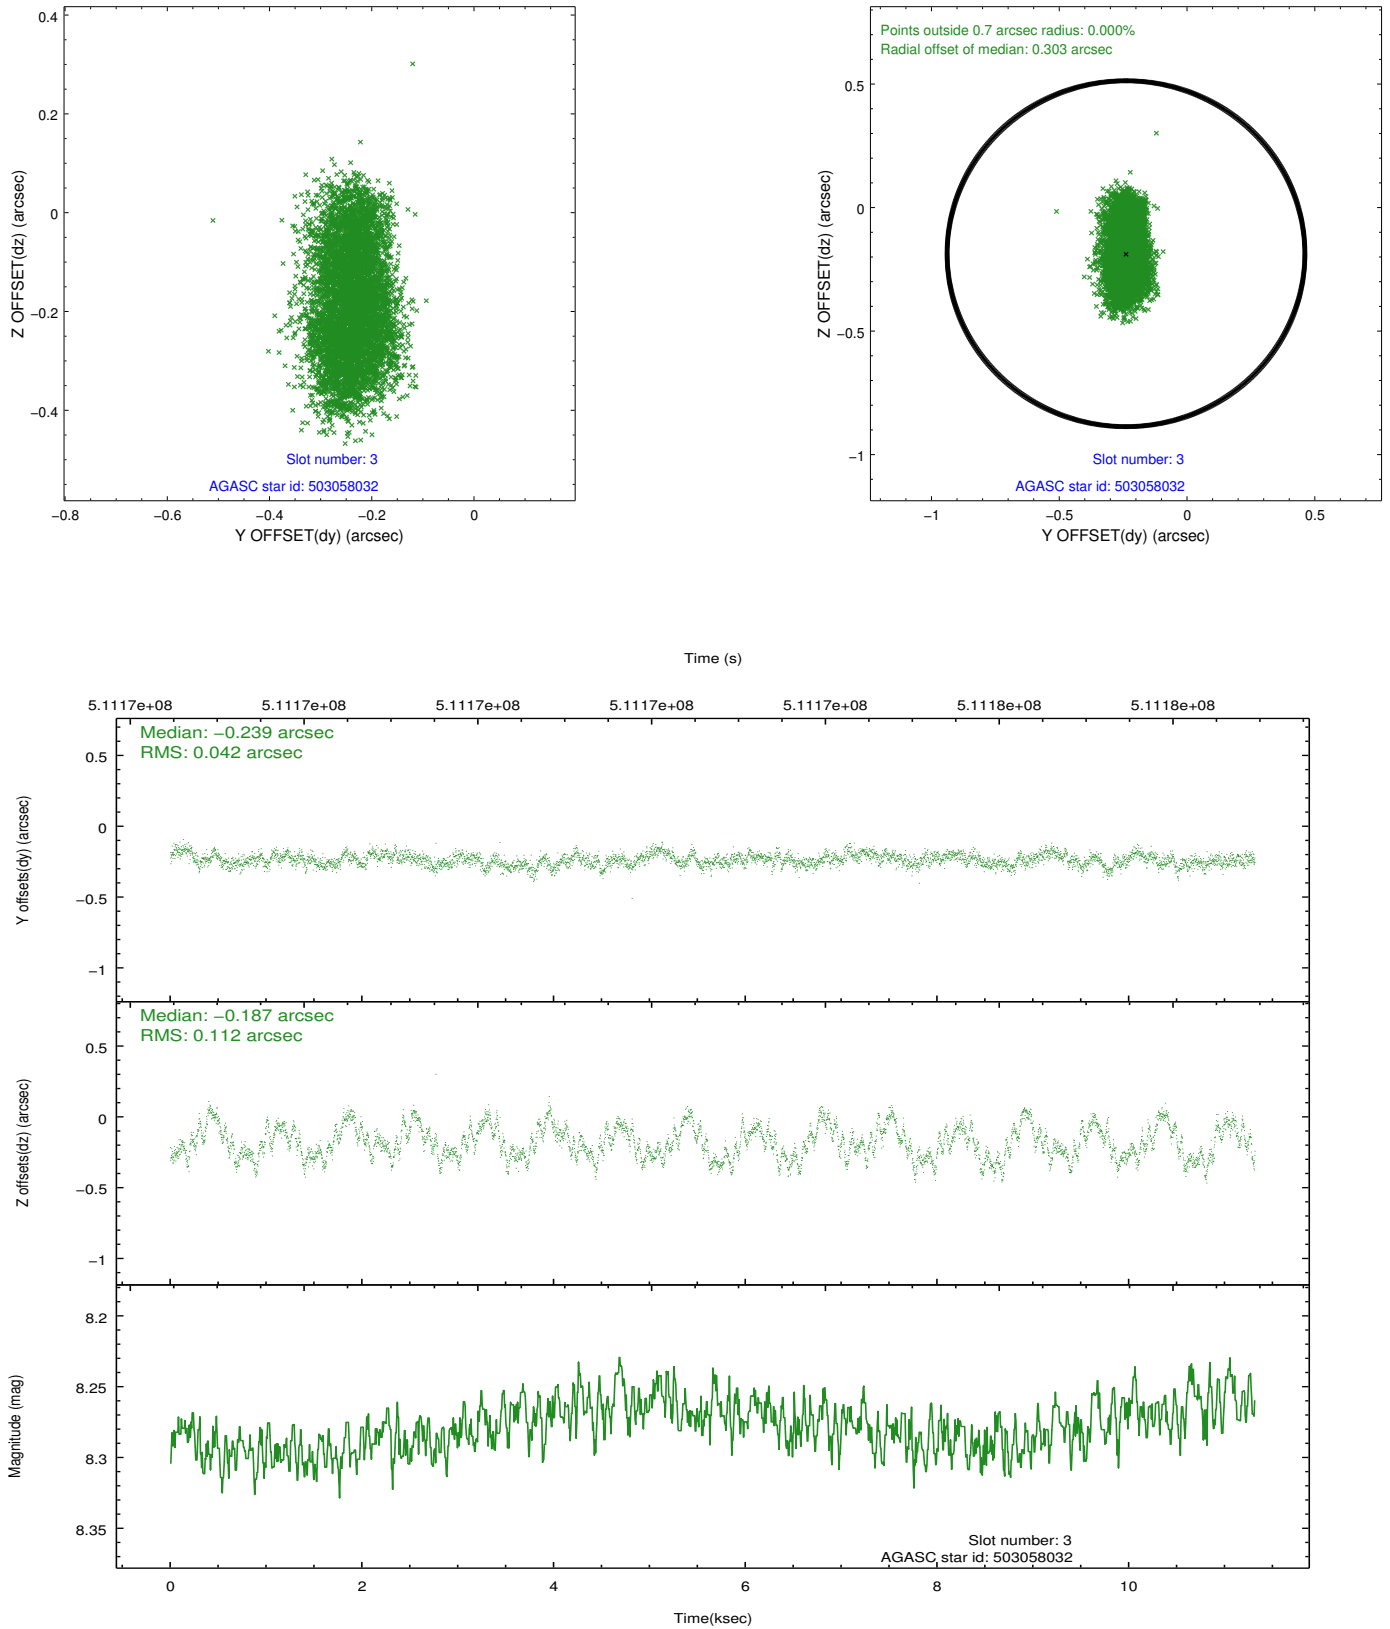 0.4
0.2
0
−0.2
−0.4
Z OFFSET(dz) (arcsec)
Slot number: 3
AGASC star id: 503058032
−0.8
−0.6
−0.4
−0.2
0
Y OFFSET(dy) (arcsec)
Points outside 0.7 arcsec radius: 0.000%
Radial offset of median: 0.303 arcsec
0.5
0
−0.5
−1
Z OFFSET(dz) (arcsec)
Slot number: 3
AGASC star id: 503058032
−1
−0.5
0
0.5
Y OFFSET(dy) (arcsec)
Time (s)
5.1117e+08
5.1117e+08
5.1117e+08
5.1117e+08
5.1117e+08
5.1118e+08
5.1118e+08
Median: −0.239 arcsec
RMS: 0.042 arcsec
0.5
0
−0.5
−1
Y offsets(dy) (arcsec)
Median: −0.187 arcsec
RMS: 0.112 arcsec
0.5
0
−0.5
−1
Z offsets(dz) (arcsec)
8.2
8.25
8.3
8.35
Magnitude (mag)
Slot number: 3
AGASC star id: 503058032
0
2
4
6
8
10
Time(ksec)